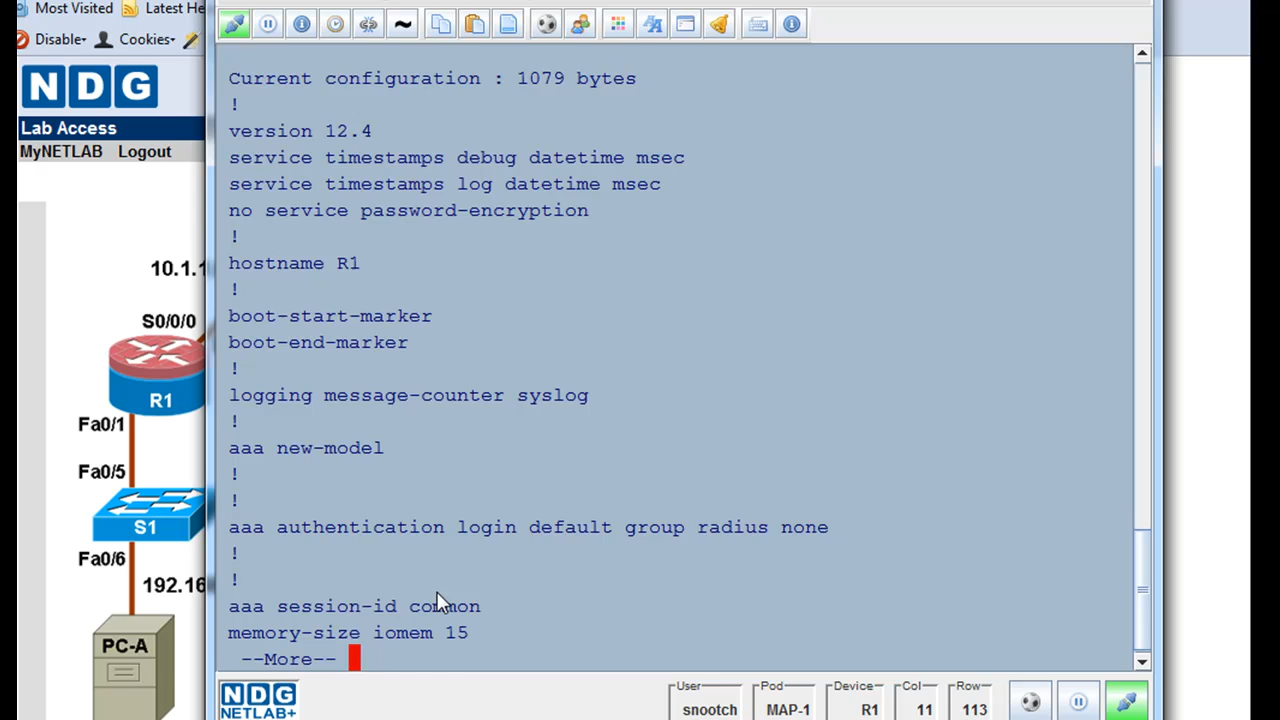 Most Visited
Latest He
Disable
Cookies
NDG
Lab Access
MyNETLAB Logout
10.1.1
S0/0/0
R1
Fa0/1
Fa0/5
S1
Fa0/6
192.16
PC-A
Current configuration : 1079 bytes
!
version 12.4
service timestamps debug datetime msec
service timestamps log datetime msec
no service password-encryption
!
hostname R1
!
boot-start-marker
boot-end-marker
!
logging message-counter syslog
!
aaa new-model
!
!
aaa authentication login default group radius none
!
!
aaa session-id common
memory-size iomem 15
--More--
NDG
NETLAB+
User
snootch
Pod
MAP-1
Device
R1
Col
11
Row
113